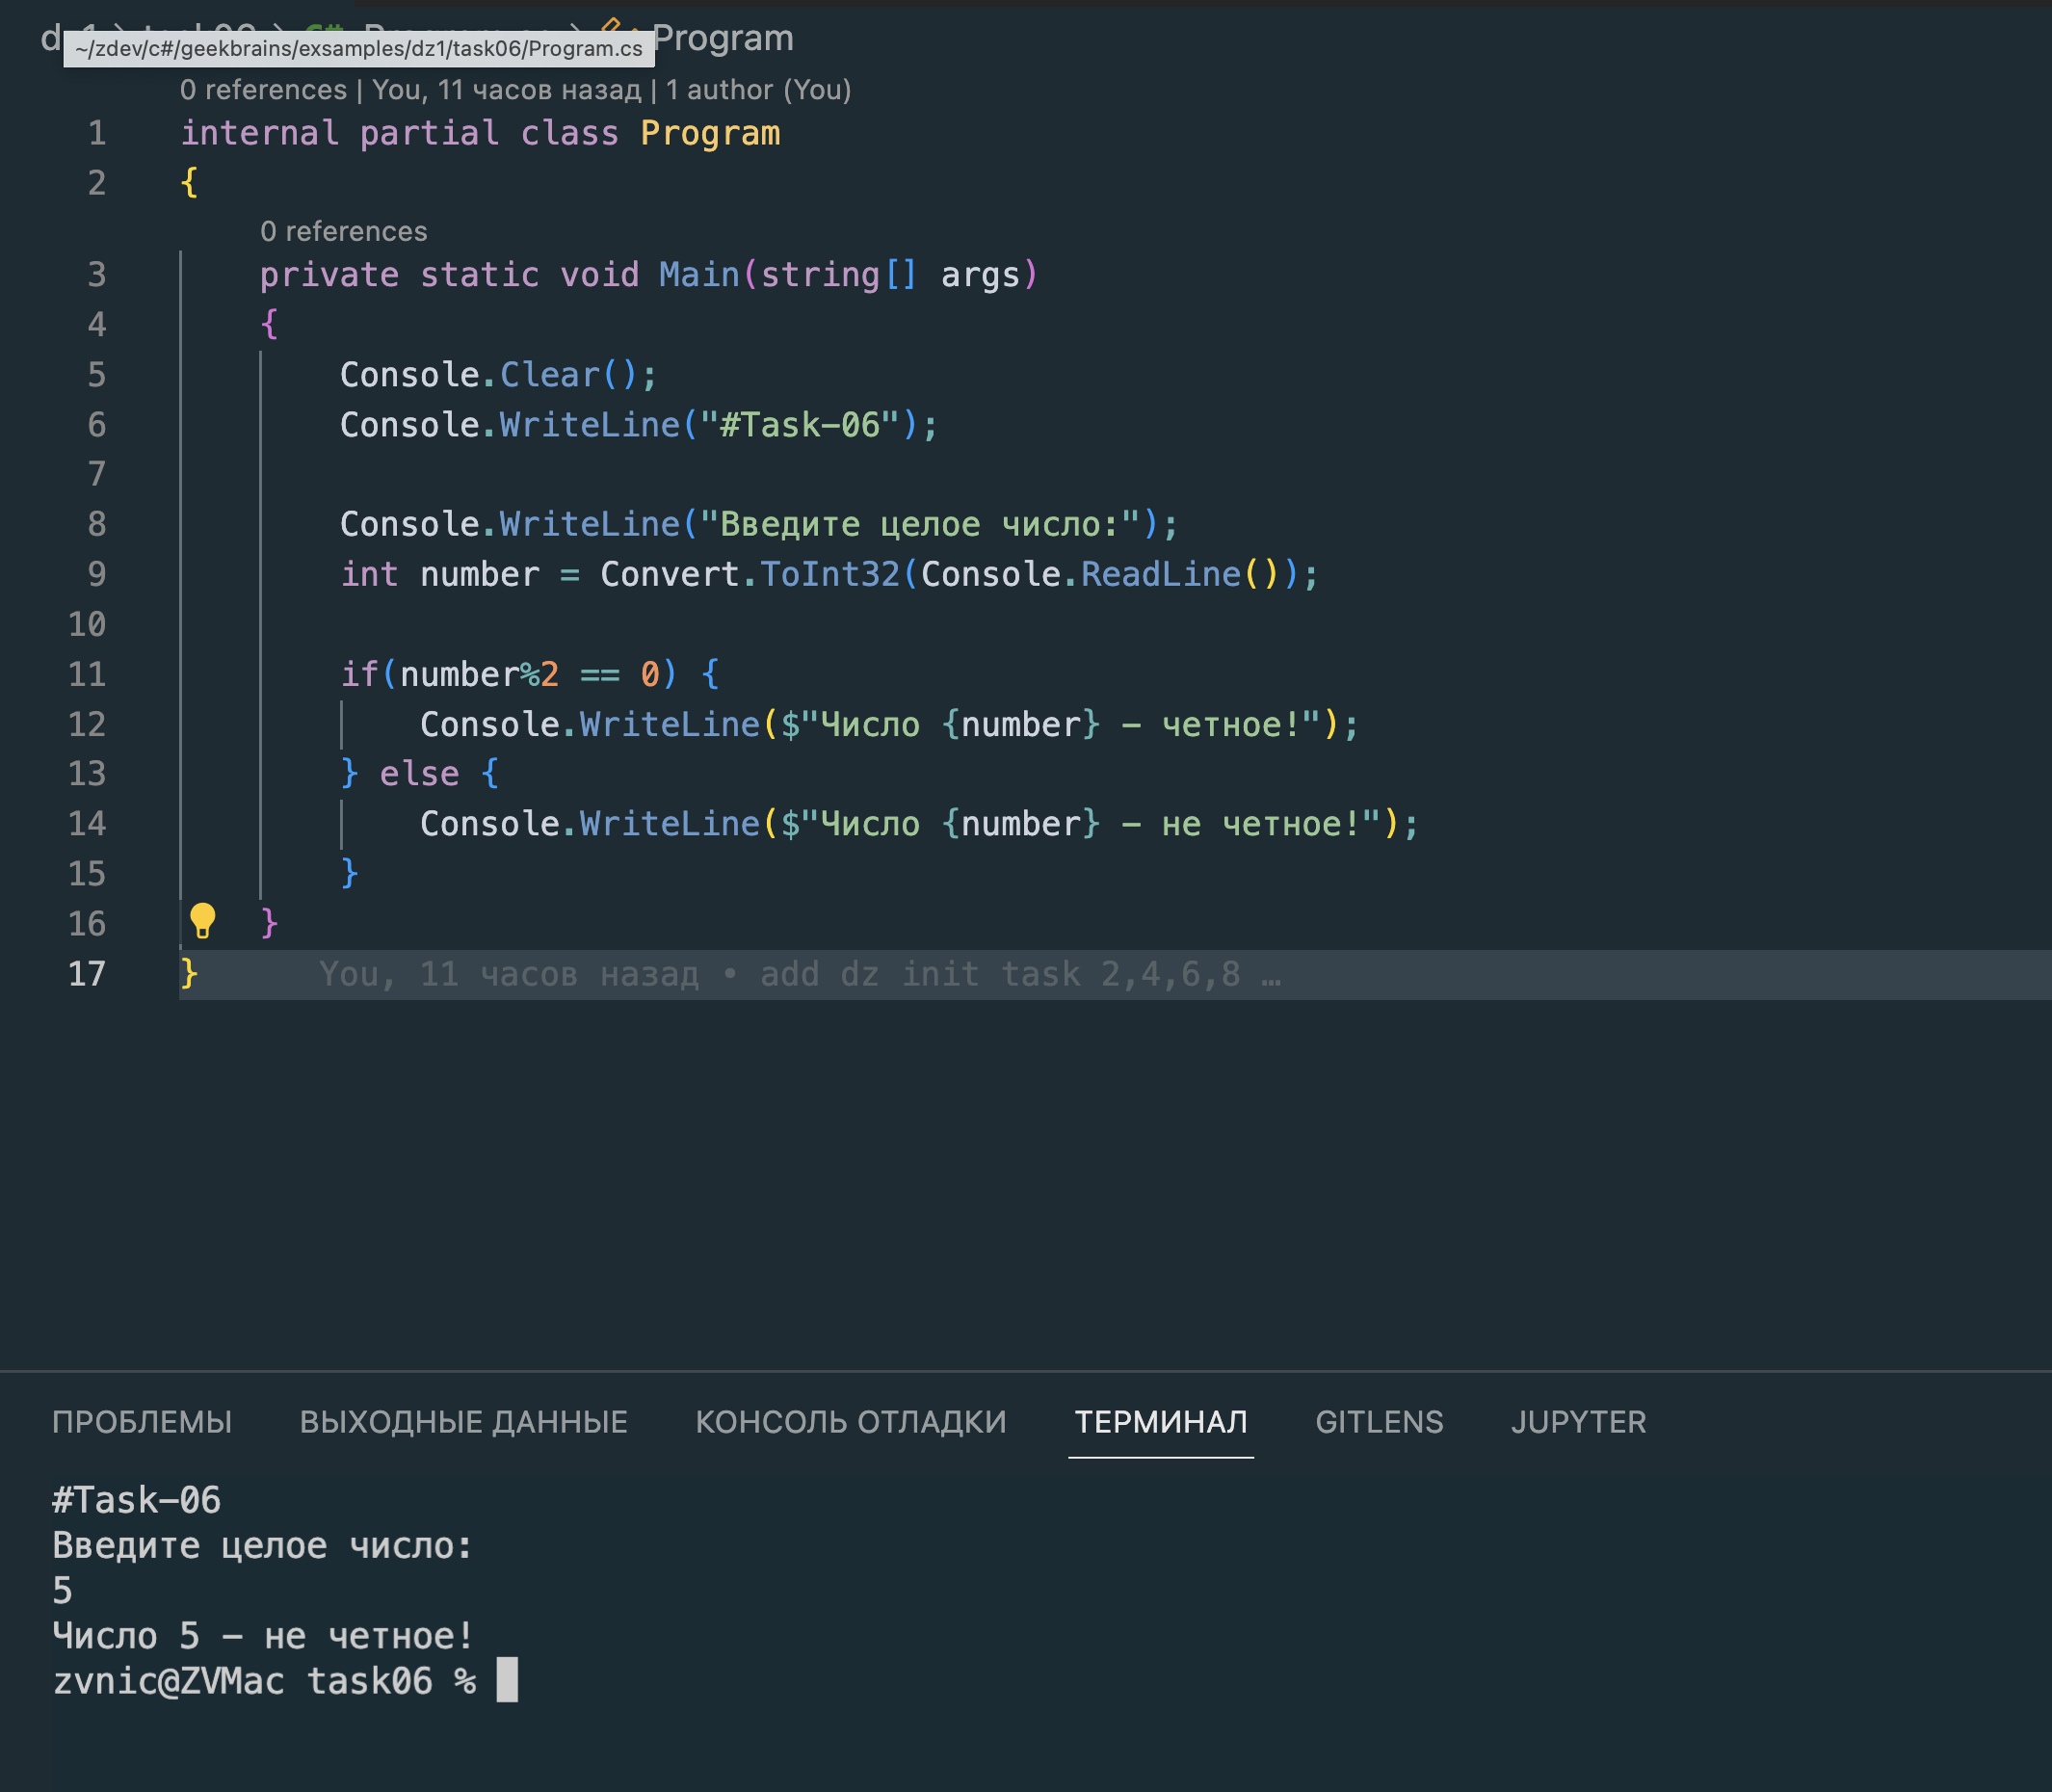 Program
~/zdev/c#/geekbrains/exsamples/dz1/task06/Program.cs
0 references | You, 11 часов назад | 1 author (You)
1 internal partial class Program
2 {
0 references
3 private static void Main(string[] args)
4 {
5 Console.Clear();
6 Console.WriteLine("#Task-06");
7
8 Console.WriteLine("Введите целое число:");
9 int number = Convert.ToInt32(Console.ReadLine());
10
11 if(number%2 == 0) {
12 Console.WriteLine($"Число {number} - четное!");
13 } else {
14 Console.WriteLine($"Число {number} - не четное!");
15 }
16 }
17 } You, 11 часов назад • add dz init task 2,4,6,8 …
ПРОБЛЕМЫ ВЫХОДНЫЕ ДАННЫЕ КОНСОЛЬ ОТЛАДКИ ТЕРМИНАЛ GITLENS JUPYTER
#Task-06
Введите целое число:
5
Число 5 - не четное!
zvnic@ZVMac task06 %